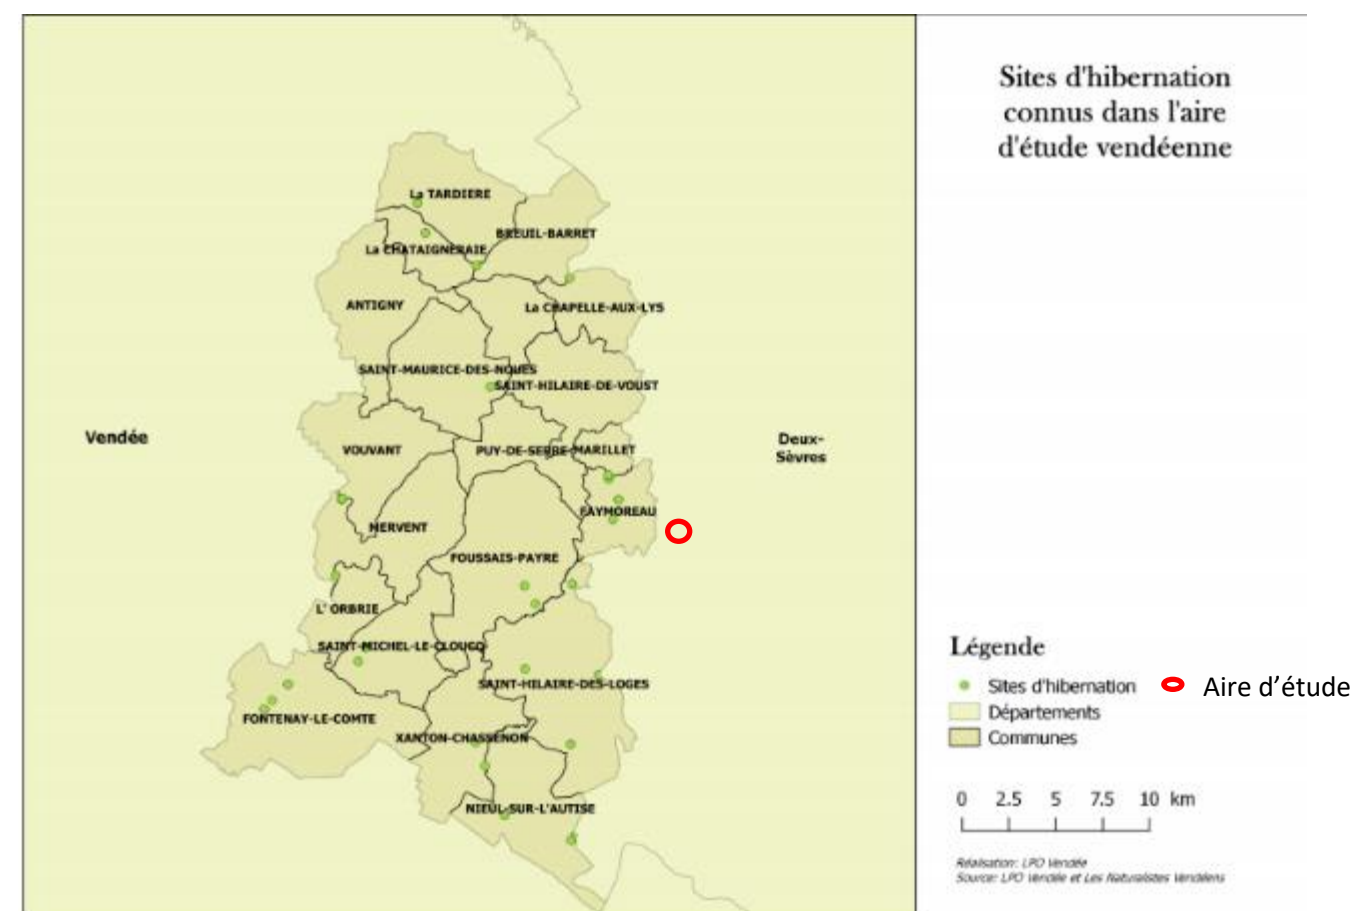 Sites d'hibernation
connus dans l'aire
d'étude vendéenne
La TARDIERE
BREUIL-BARRET
La CHATAIGNERAIE
ANTIGNY
La CHAPELLE-AUX-LYS
SAINT-MAURICE-DES-NOUES
SAINT-HILAIRE-DE-VOUST
Vendée
Deux-
Sèvres
VOUVANT
PUY-DE-SERRE
MARILLET
FAYMOREAU
MERVENT
FOUSSAIS-PAYRE
L' ORBRIE
SAINT-MICHEL-LE-CLOUCQ
SAINT-HILAIRE-DES-LOGES
FONTENAY-LE-COMTE
XANTON-CHASSENON
NIEUL-SUR-L'AUTISE
Légende
Sites d'hibernation
Aire d'étude
Départements
Communes
0 2.5 5 7.5 10 km
Réalisation: LPO Vendée
Source: LPO Vendée et Les Naturalistes Vendéens